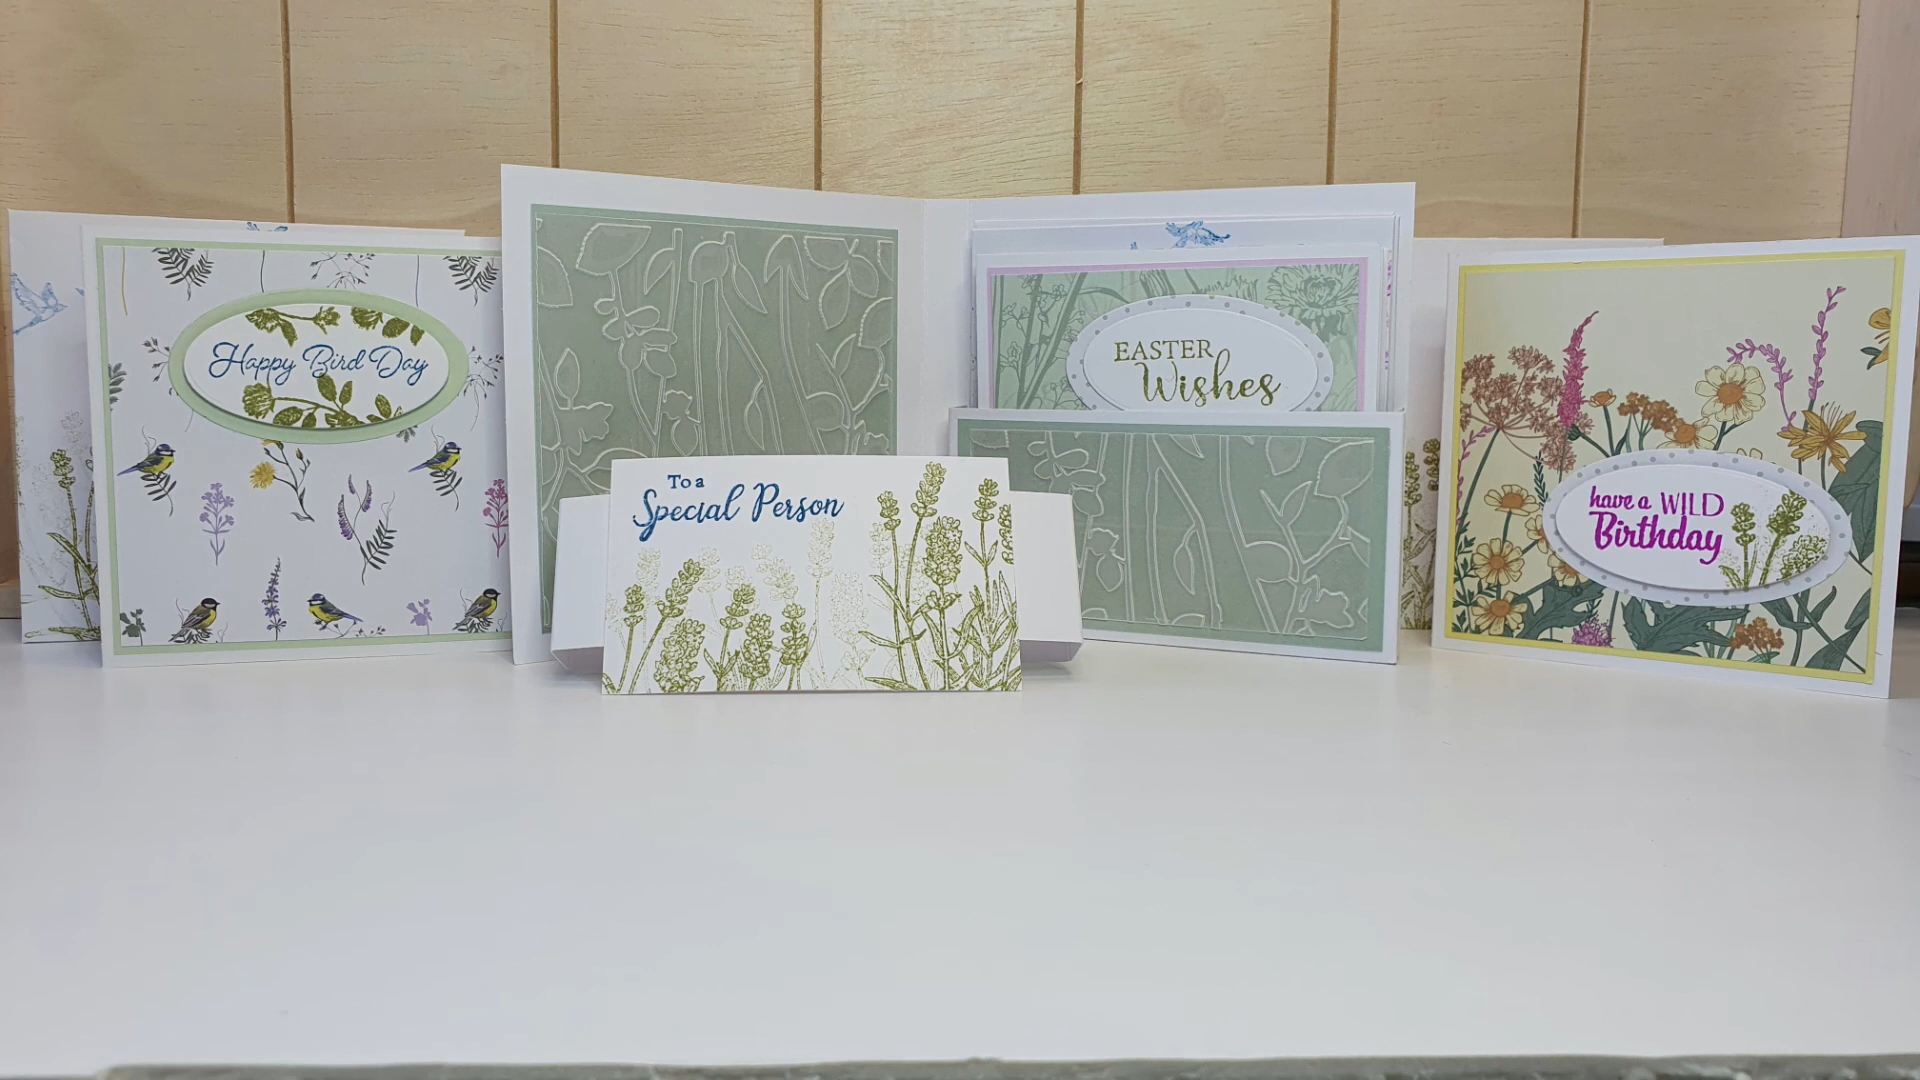 Happy Bird Day
To a
Special Person
EASTER
Wishes
have a WILD
Birthday